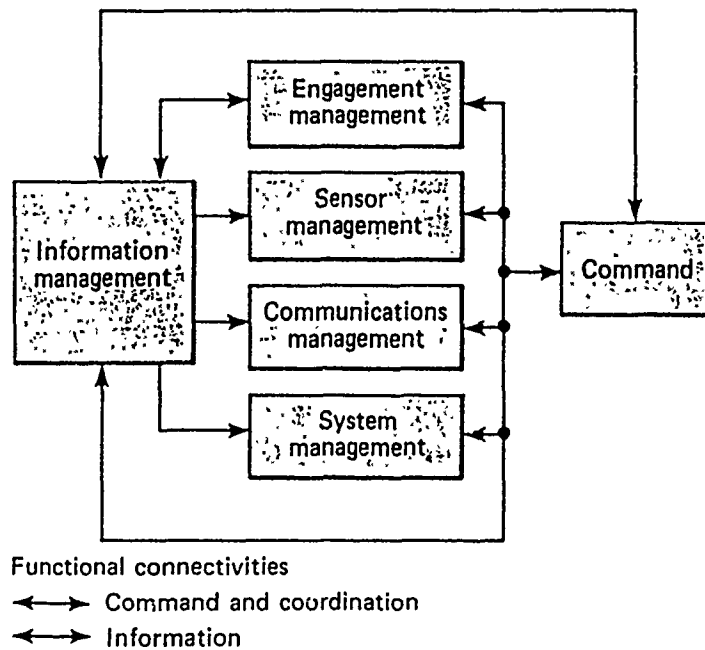 Engagement
management
Sensor
management
Information
management
Command
Communications
management
System
management
Functional connectivities
Command and coordination
Information